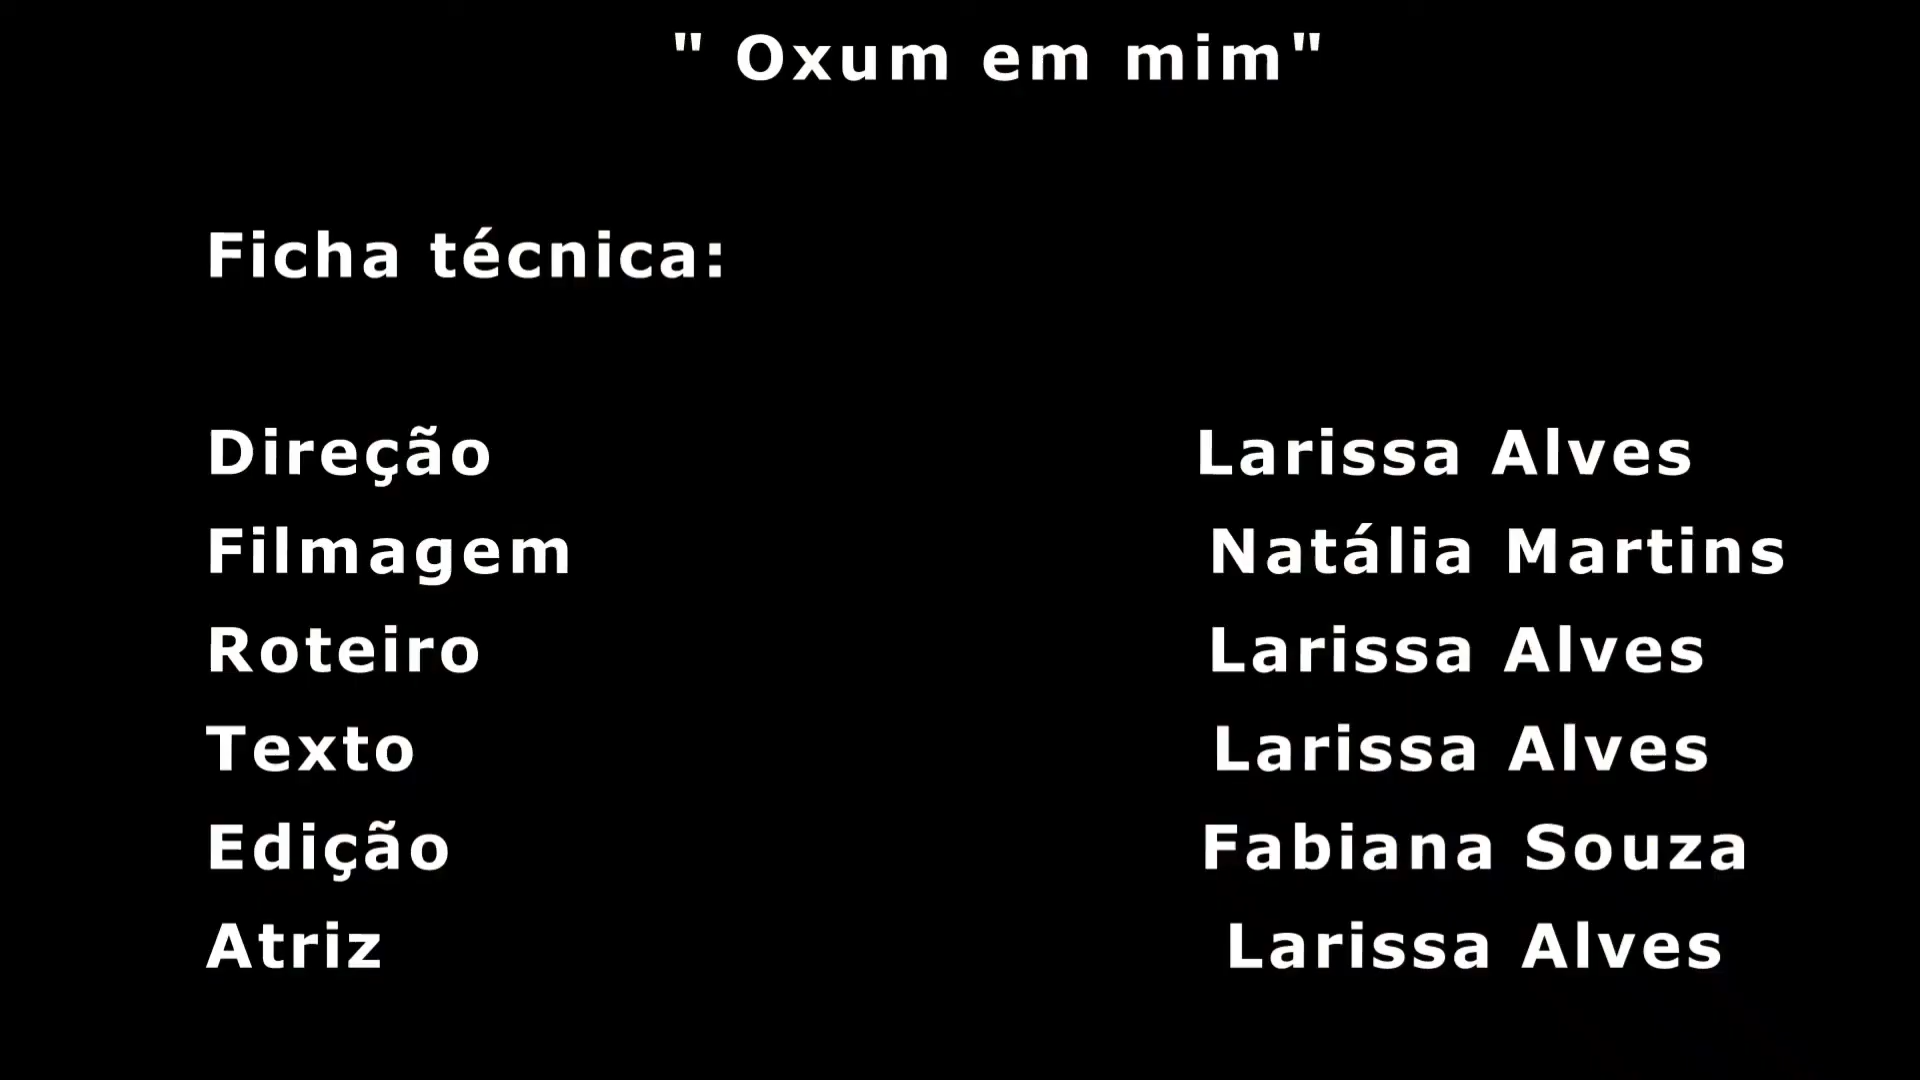 " Oxum em mim"
Ficha técnica:
Direção Larissa Alves
Filmagem Natália Martins
Roteiro Larissa Alves
Texto Larissa Alves
Edição Fabiana Souza
Atriz Larissa Alves